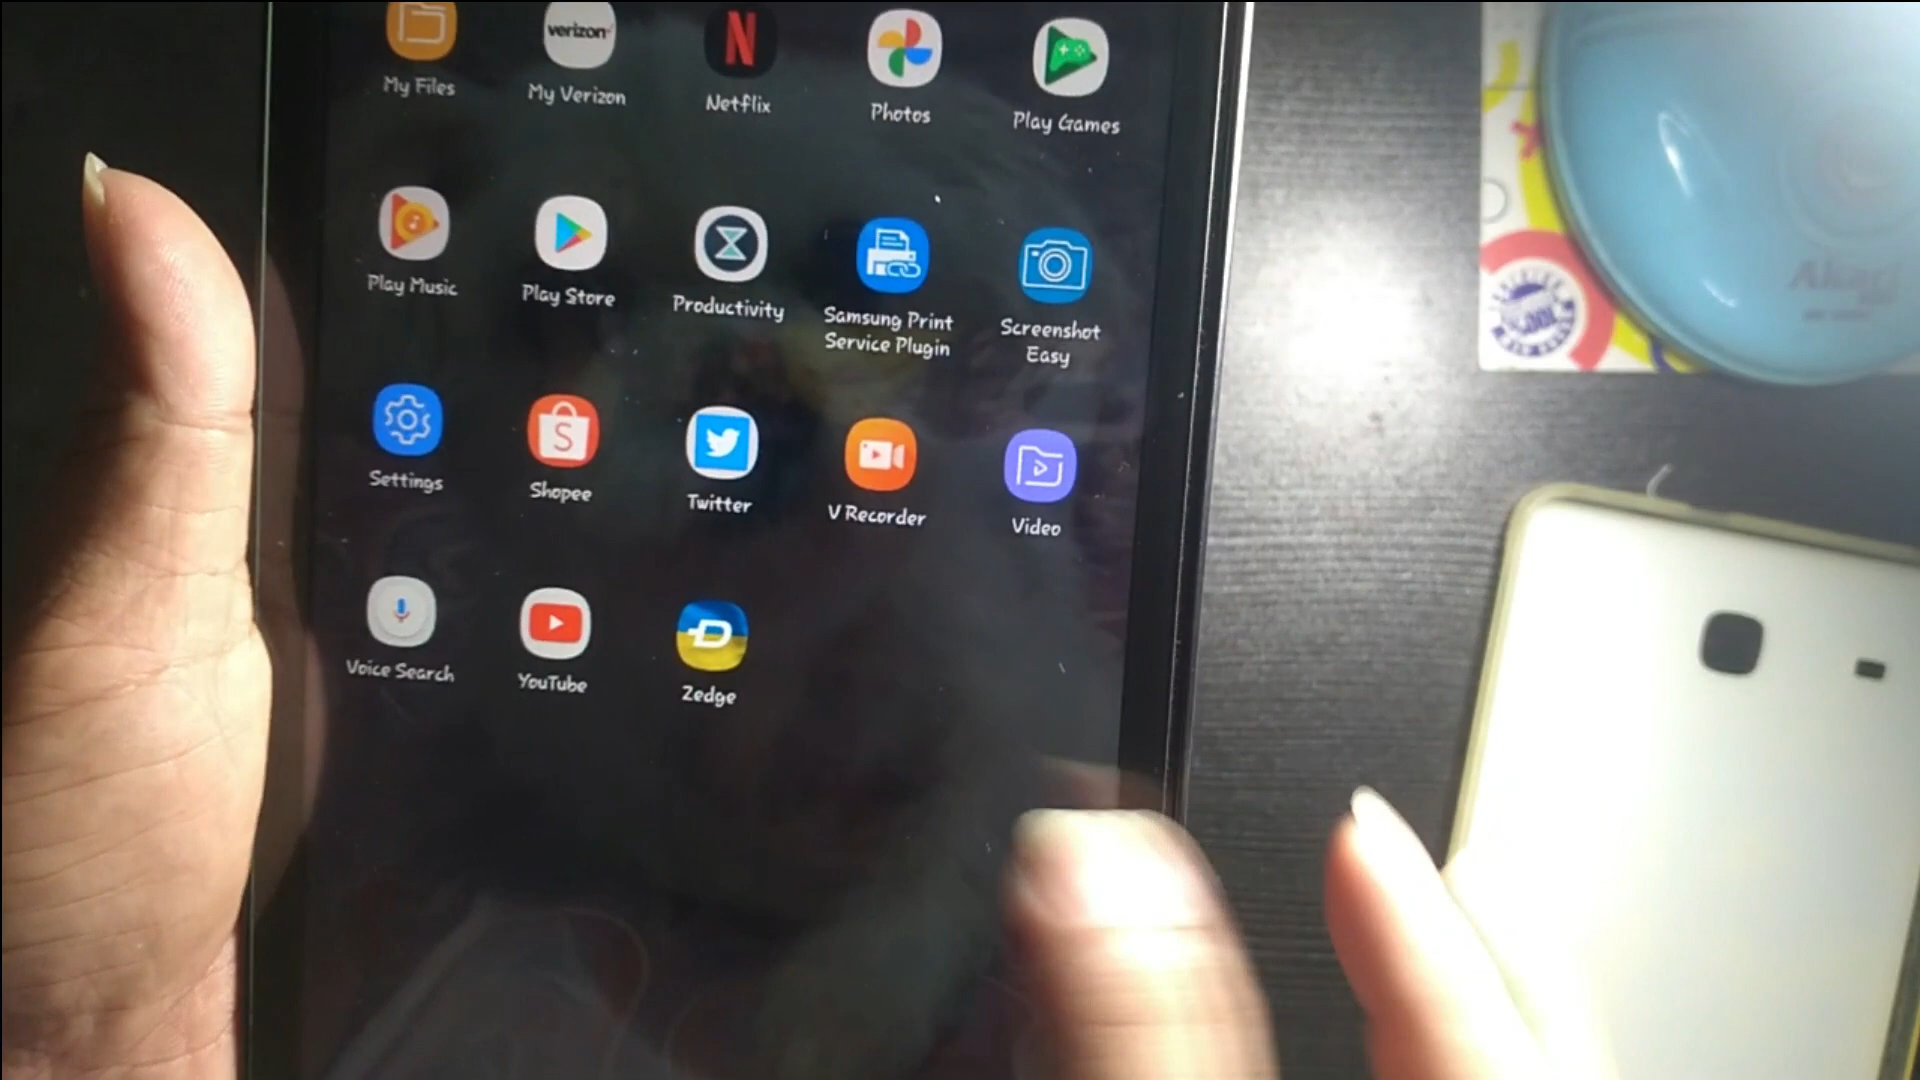 verizon
My Files
My Verizon
Netflix
Photos
Play Games
Play Music
Play Store
Productivity
Samsung Print
Service Plugin
Screenshot
Easy
Settings
Shopee
Twitter
V Recorder
Video
Voice Search
YouTube
Zedge
Akari